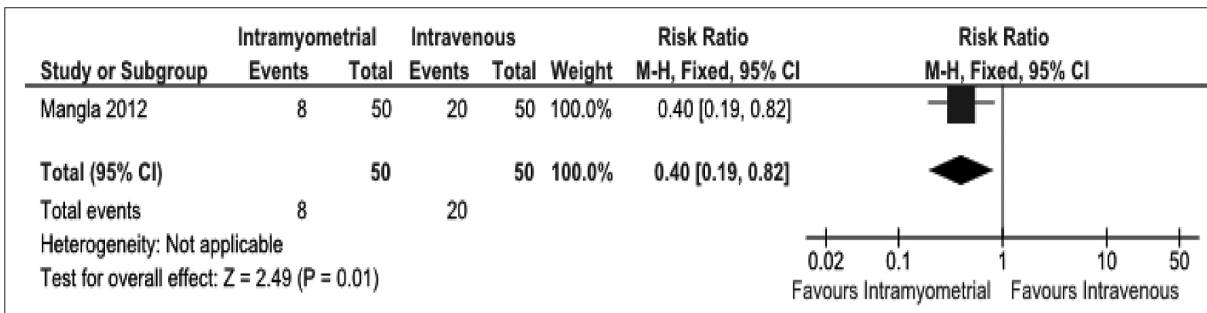 Intramyometrial Intravenous Risk Ratio Risk Ratio
Study or Subgroup Events Total Events Total Weight M-H, Fixed, 95% CI M-H, Fixed, 95% CI
Mangla 2012 8 50 20 50 100.0% 0.40 [0.19, 0.82]
Total (95% CI) 50 50 100.0% 0.40 [0.19, 0.82]
Total events 8 20
Heterogeneity: Not applicable
Test for overall effect: Z = 2.49 (P = 0.01)
0.02 0.1 1 10 50
Favours Intramyometrial Favours Intravenous